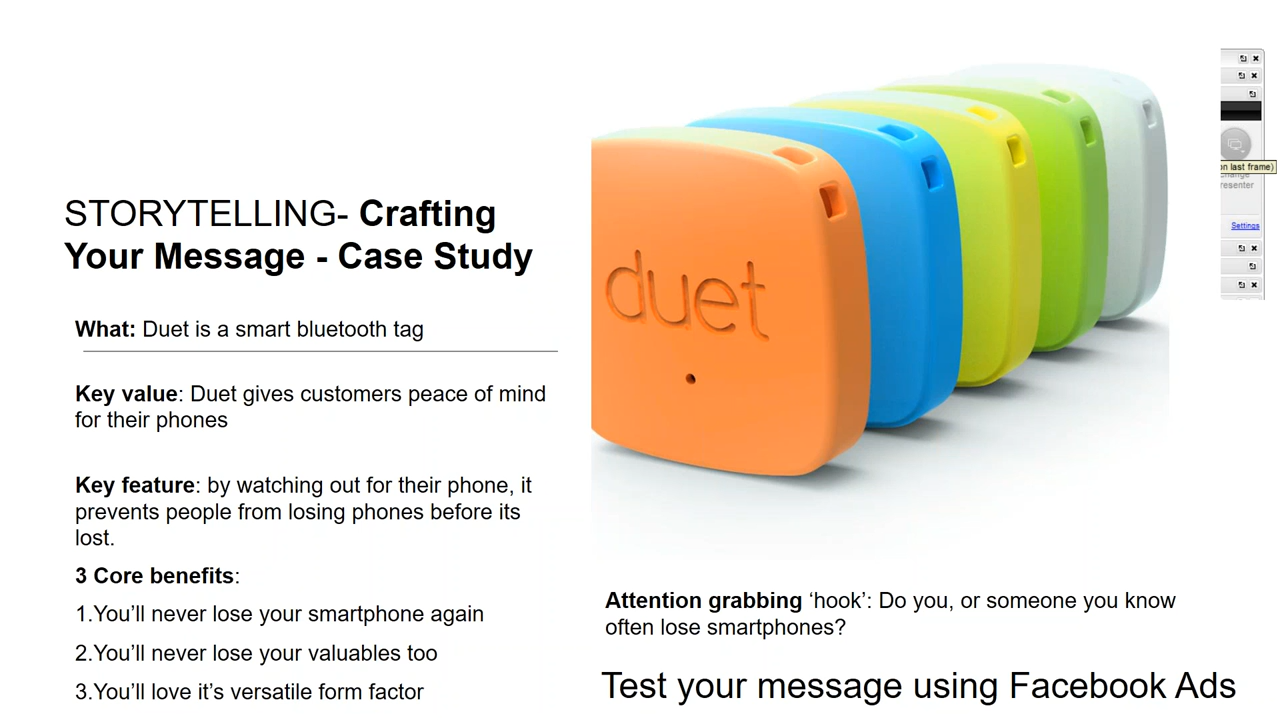 STORYTELLING- Crafting
Your Message - Case Study
What: Duet is a smart bluetooth tag
Key value: Duet gives customers peace of mind
for their phones
Key feature: by watching out for their phone, it
prevents people from losing phones before its
lost.
3 Core benefits:
1.You’ll never lose your smartphone again
2.You’ll never lose your valuables too
3.You’ll love it’s versatile form factor
duet
Attention grabbing ‘hook’: Do you, or someone you know
often lose smartphones?
Test your message using Facebook Ads
on last frame)
Change
resenter
Settings